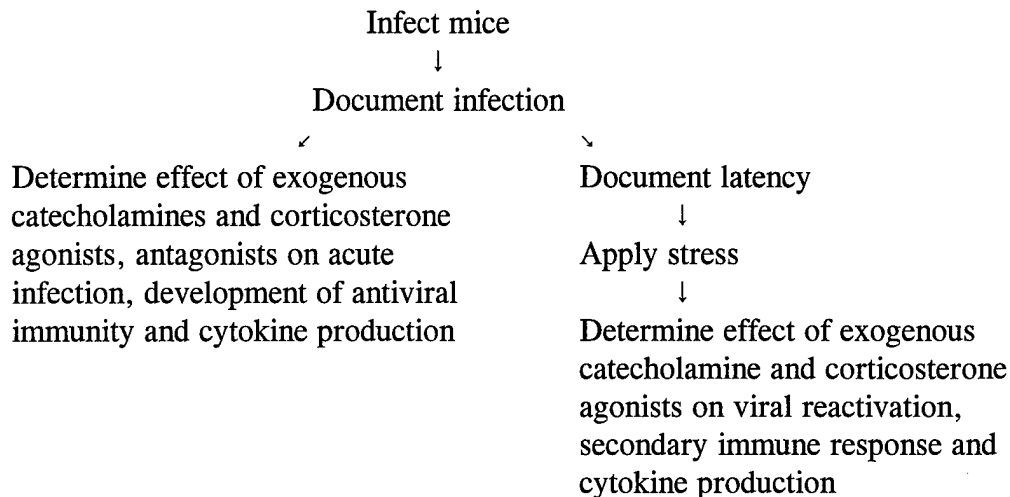 Infect mice
↓
Document infection
↙ ↘
Determine effect of exogenous
catecholamines and corticosterone
agonists, antagonists on acute
infection, development of antiviral
immunity and cytokine production
Document latency
↓
Apply stress
↓
Determine effect of exogenous
catecholamine and corticosterone
agonists on viral reactivation,
secondary immune response and
cytokine production